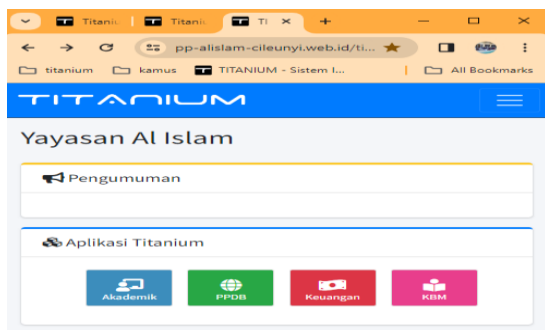 Titaniu
Titaniu
TI
pp-alislam-cileunyi.web.id/ti...
titanium
kamus
TITANIUM - Sistem I...
All Bookmarks
TITANIUM
Yayasan Al Islam
Pengumuman
Aplikasi Titanium
Akademik
PPDB
Keuangan
KBM